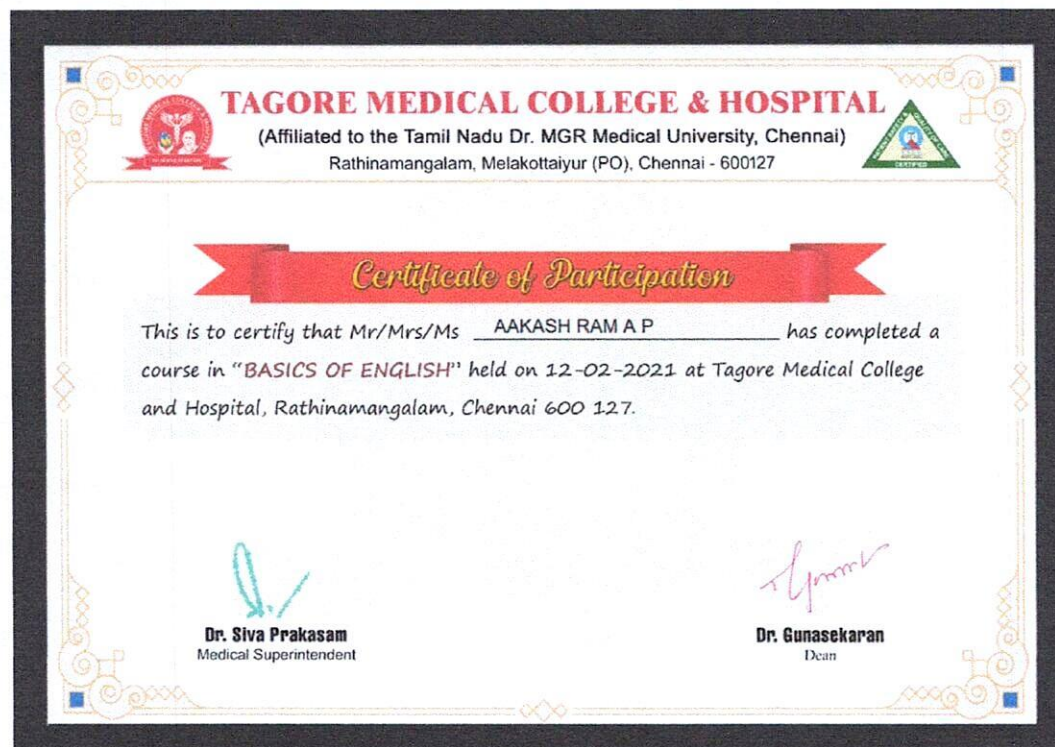 TAGORE MEDICAL COLLEGE & HOSPITAL
(Affiliated to the Tamil Nadu Dr. MGR Medical University, Chennai)
Rathinamangalam, Melakottaiyur (PO), Chennai - 600127
CERTIFIED
Certificate of Participation
This is to certify that Mr/Mrs/Ms AAKASH RAM A P has completed a
course in "BASICS OF ENGLISH" held on 12-02-2021 at Tagore Medical College
and Hospital, Rathinamangalam, Chennai 600 127.
Dr. Siva Prakasam
Medical Superintendent
Dr. Gunasekaran
Dean